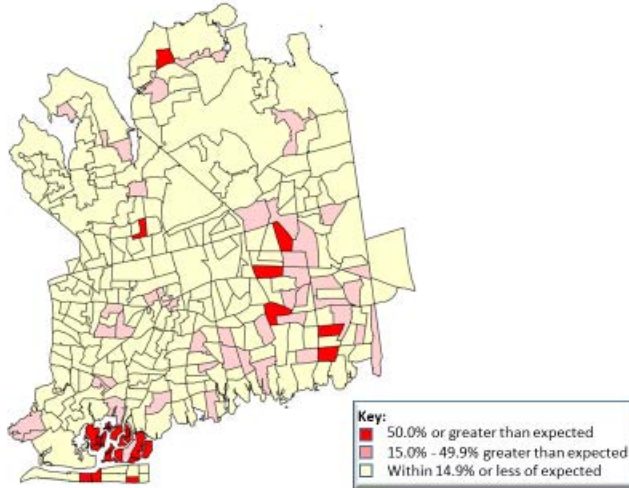 Key:
50.0% or greater than expected
15.0% - 49.9% greater than expected
Within 14.9% or less of expected